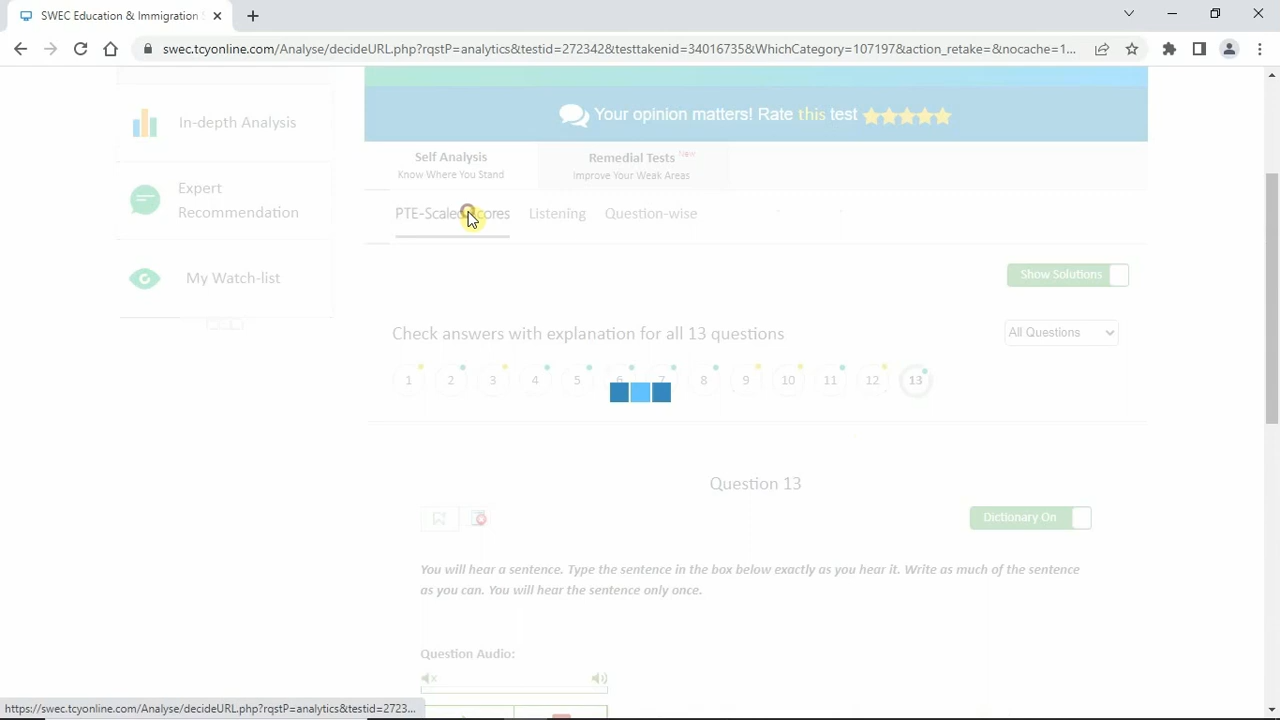 SWEC Education & Immigration
swec.tcyonline.com/Analyse/decideURL.php?rqstP=analytics&testid=272342&testtakenid=34016735&WhichCategory=107197&action_retake=&nocache=1...
In-depth Analysis
Your opinion matters! Rate this test
Self Analysis
Know Where You Stand
Remedial Tests New
Improve Your Weak Areas
Expert
Recommendation
PTE-Scaled Scores Listening Question-wise
My Watch-list
Show Solutions
Check answers with explanation for all 13 questions
All Questions
1 2 3 4 5 6 7 8 9 10 11 12 13
Question 13
Dictionary On
You will hear a sentence. Type the sentence in the box below exactly as you hear it. Write as much of the sentence
as you can. You will hear the sentence only once.
Question Audio:
https://swec.tcyonline.com/Analyse/decideURL.php?rqstP=analytics&testid=2723...